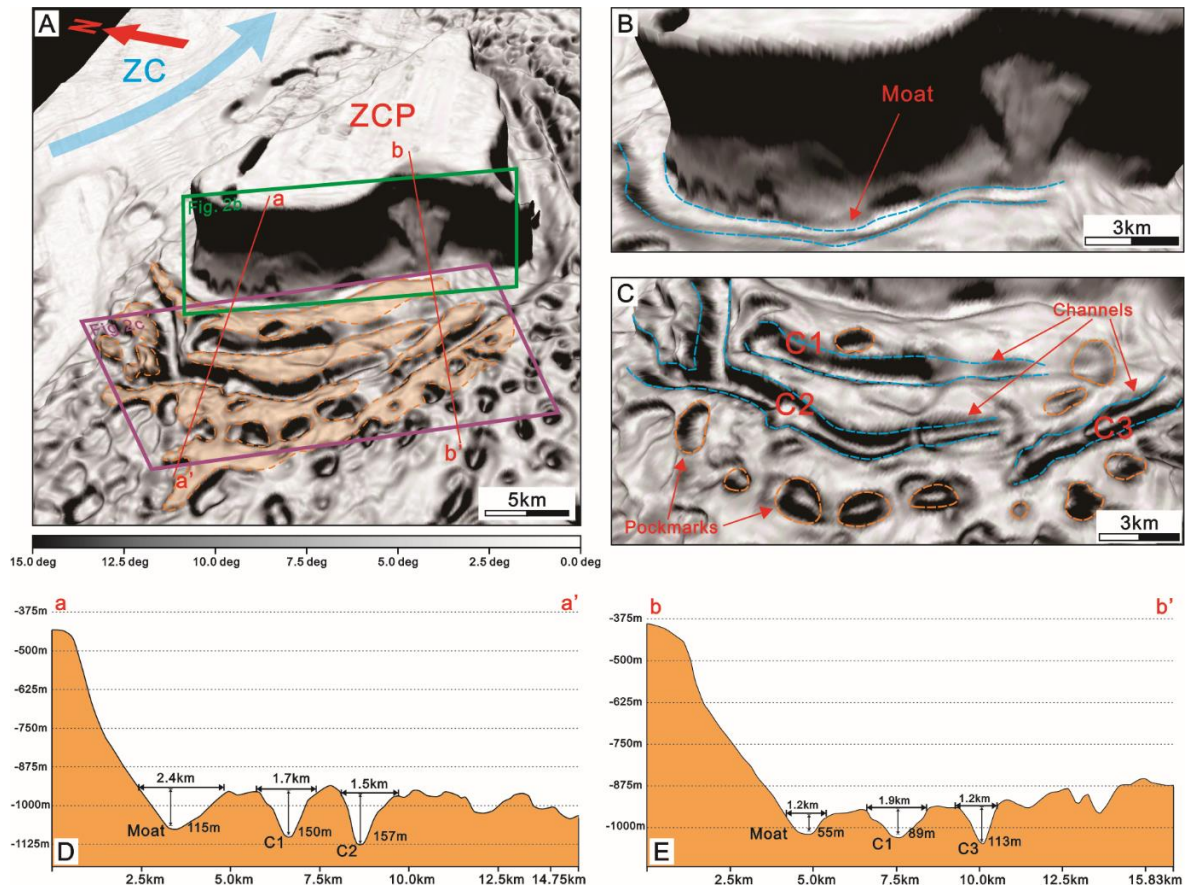 A
N
ZC
ZCP
a
b
Fig. 2b
Fig. 2c
a'
b'
5km
15.0 deg 12.5 deg 10.0 deg 7.5 deg 5.0 deg 2.5 deg 0.0 deg
B
Moat
3km
C
Channels
C1
C2
C3
Pockmarks
3km
a a’
-375m
-500m
-625m
-750m
-875m
-1000m
-1125m
2.4km 1.7km 1.5km
Moat 115m C1 150m C2 157m
D
2.5km 5.0km 7.5km 10.0km 12.5km 14.75km
b b’
-375m
-500m
-625m
-750m
-875m
-1000m
1.2km 1.9km 1.2km
Moat 55m C1 89m C3 113m
E
2.5km 5.0km 7.5km 10.0km 12.5km 15.83km